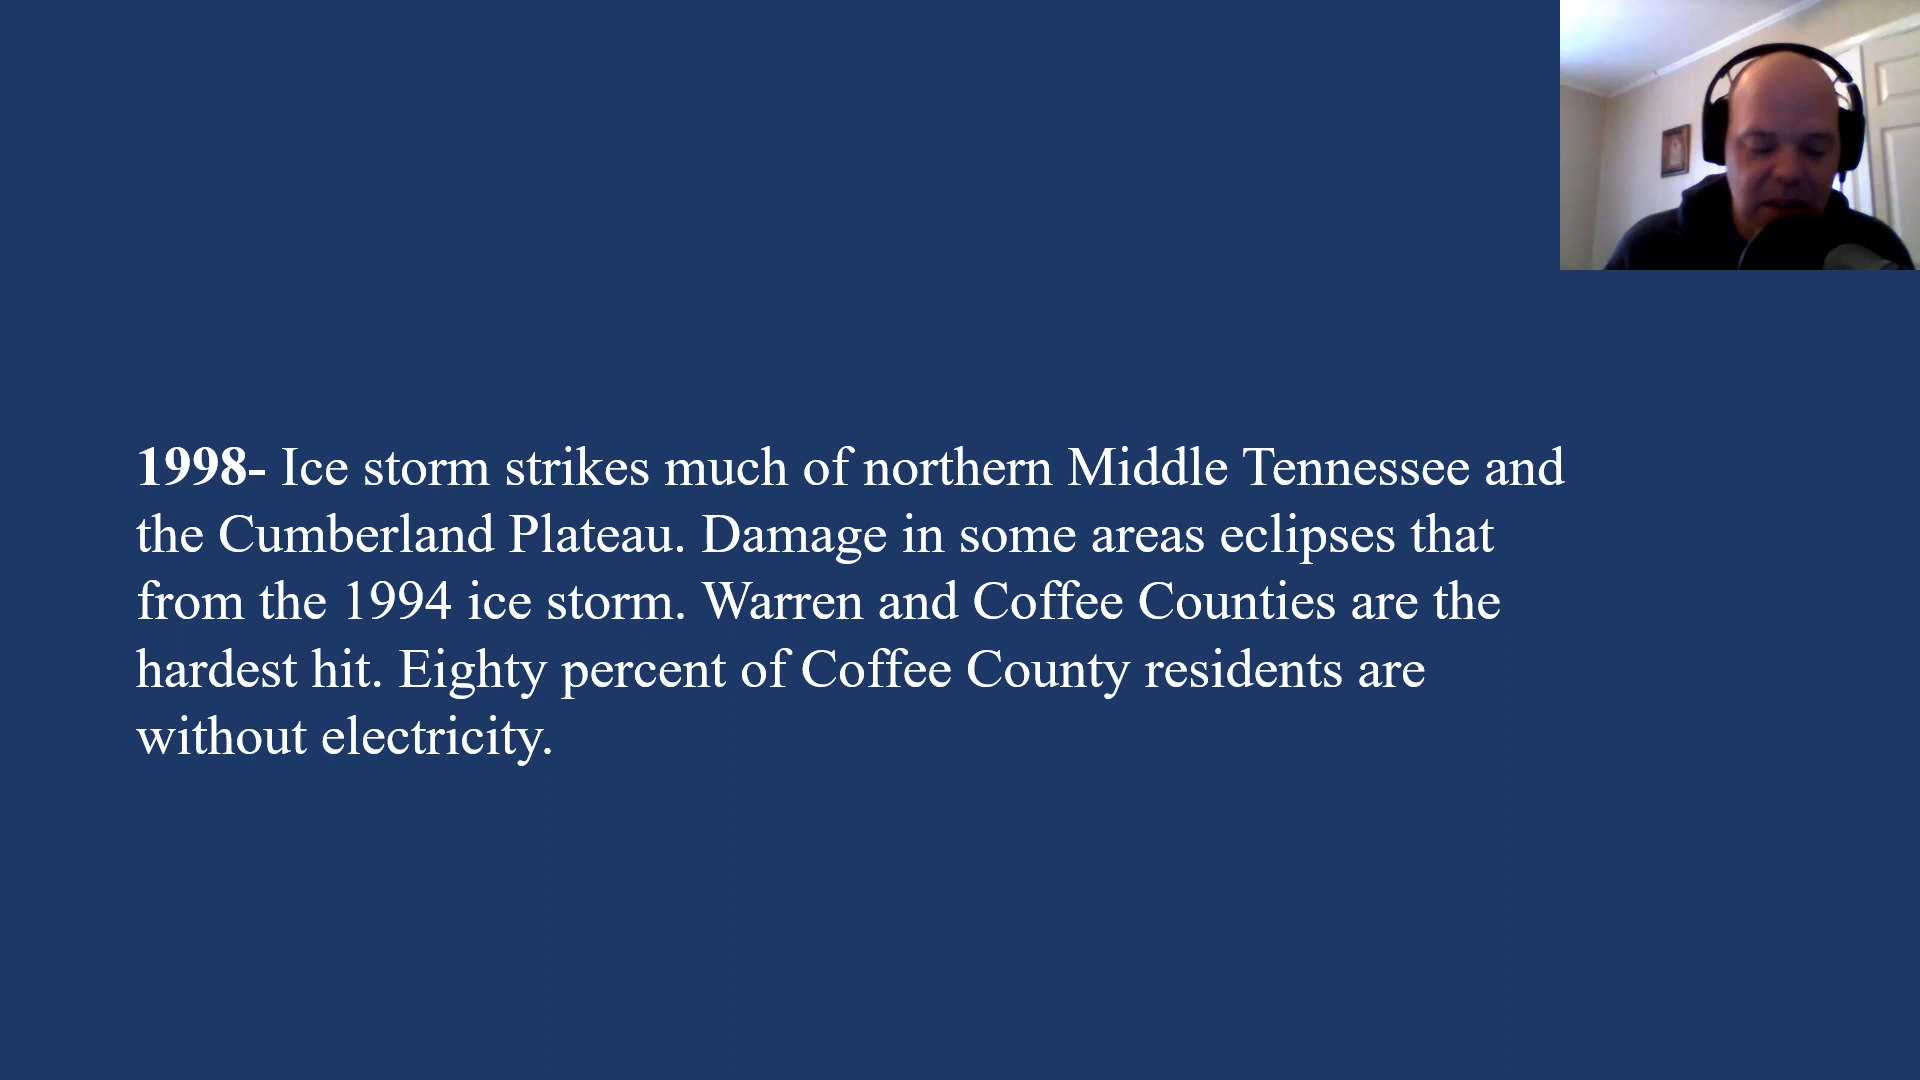 1998- Ice storm strikes much of northern Middle Tennessee and
the Cumberland Plateau. Damage in some areas eclipses that
from the 1994 ice storm. Warren and Coffee Counties are the
hardest hit. Eighty percent of Coffee County residents are
without electricity.